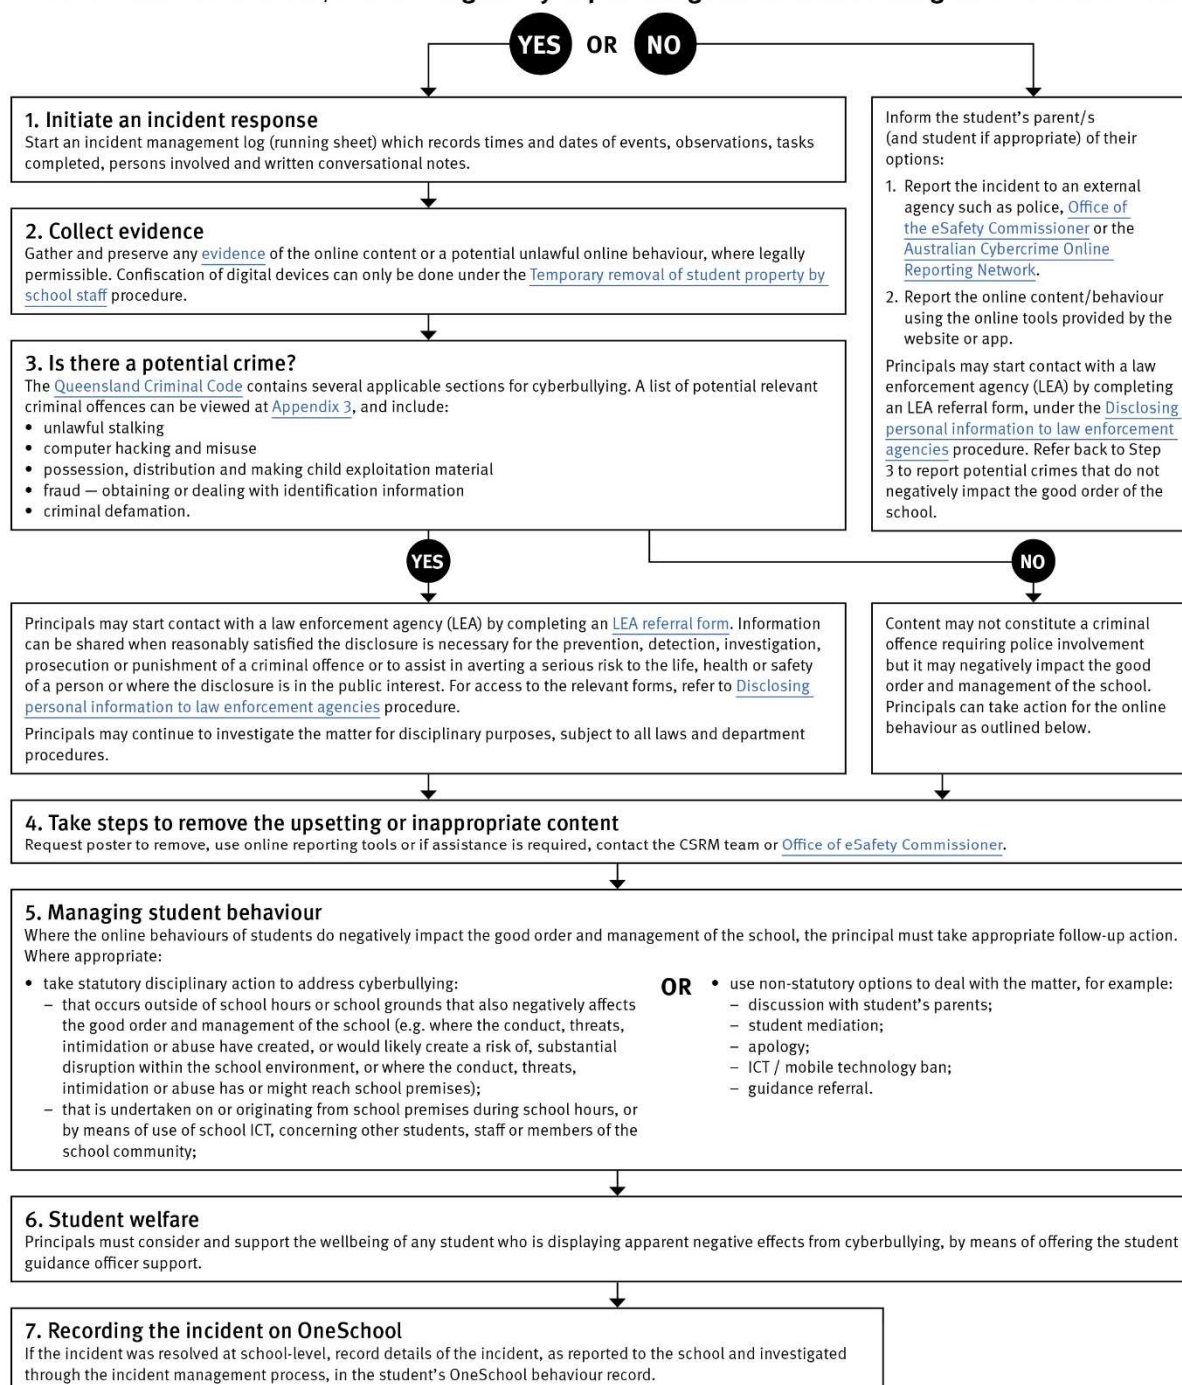 YES OR NO
1. Initiate an incident response
Start an incident management log (running sheet) which records times and dates of events, observations, tasks
completed, persons involved and written conversational notes.
2. Collect evidence
Gather and preserve any evidence of the online content or a potential unlawful online behaviour, where legally
permissible. Confiscation of digital devices can only be done under the Temporary removal of student property by
school staff procedure.
3. Is there a potential crime?
The Queensland Criminal Code contains several applicable sections for cyberbullying. A list of potential relevant
criminal offences can be viewed at Appendix 3, and include:
• unlawful stalking
• computer hacking and misuse
• possession, distribution and making child exploitation material
• fraud — obtaining or dealing with identification information
• criminal defamation.
Inform the student's parent/s
(and student if appropriate) of their
options:
1. Report the incident to an external
agency such as police, Office of
the eSafety Commissioner or the
Australian Cybercrime Online
Reporting Network.
2. Report the online content/behaviour
using the online tools provided by the
website or app.
Principals may start contact with a law
enforcement agency (LEA) by completing
an LEA referral form, under the Disclosing
personal information to law enforcement
agencies procedure. Refer back to Step
3 to report potential crimes that do not
negatively impact the good order of the
school.
YES
NO
Principals may start contact with a law enforcement agency (LEA) by completing an LEA referral form. Information
can be shared when reasonably satisfied the disclosure is necessary for the prevention, detection, investigation,
prosecution or punishment of a criminal offence or to assist in averting a serious risk to the life, health or safety
of a person or where the disclosure is in the public interest. For access to the relevant forms, refer to Disclosing
personal information to law enforcement agencies procedure.
Principals may continue to investigate the matter for disciplinary purposes, subject to all laws and department
procedures.
Content may not constitute a criminal
offence requiring police involvement
but it may negatively impact the good
order and management of the school.
Principals can take action for the online
behaviour as outlined below.
4. Take steps to remove the upsetting or inappropriate content
Request poster to remove, use online reporting tools or if assistance is required, contact the CSRM team or Office of eSafety Commissioner.
5. Managing student behaviour
Where the online behaviours of students do negatively impact the good order and management of the school, the principal must take appropriate follow-up action.
Where appropriate:
• take statutory disciplinary action to address cyberbullying:
– that occurs outside of school hours or school grounds that also negatively affects
the good order and management of the school (e.g. where the conduct, threats,
intimidation or abuse have created, or would likely create a risk of, substantial
disruption within the school environment, or where the conduct, threats,
intimidation or abuse has or might reach school premises);
– that is undertaken on or originating from school premises during school hours, or
by means of use of school ICT, concerning other students, staff or members of the
school community;
OR
• use non-statutory options to deal with the matter, for example:
– discussion with student's parents;
– student mediation;
– apology;
– ICT / mobile technology ban;
– guidance referral.
6. Student welfare
Principals must consider and support the wellbeing of any student who is displaying apparent negative effects from cyberbullying, by means of offering the student
guidance officer support.
7. Recording the incident on OneSchool
If the incident was resolved at school-level, record details of the incident, as reported to the school and investigated
through the incident management process, in the student's OneSchool behaviour record.